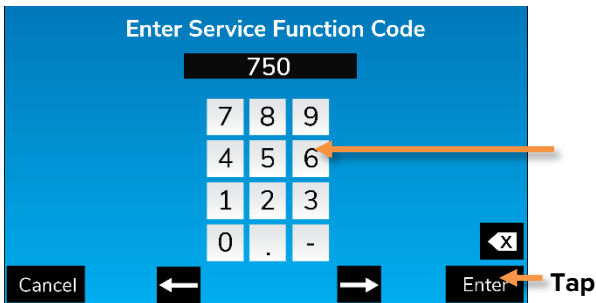 Enter Service Function Code
750
7 8 9
4 5 6
1 2 3
0 . -
X
Cancel Enter Tap